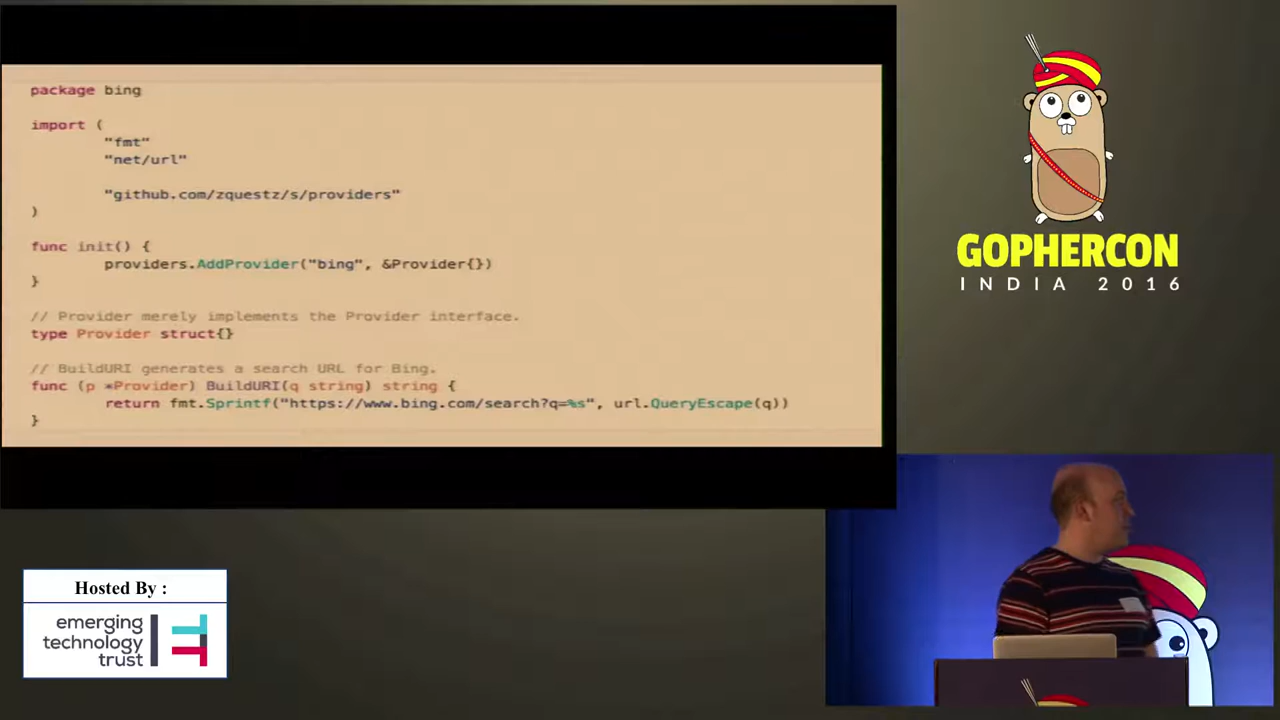 package bing
import (
"fmt"
"net/url"
"github.com/zquestz/s/providers"
)
func init() {
providers.AddProvider("bing", &Provider{})
}
// Provider merely implements the Provider interface.
type Provider struct{}
// BuildURI generates a search URL for Bing.
func (p *Provider) BuildURI(q string) string {
return fmt.Sprintf("https://www.bing.com/search?q=%s", url.QueryEscape(q))
}
GOPHERCON
INDIA 2016
Hosted By :
emerging
technology
trust